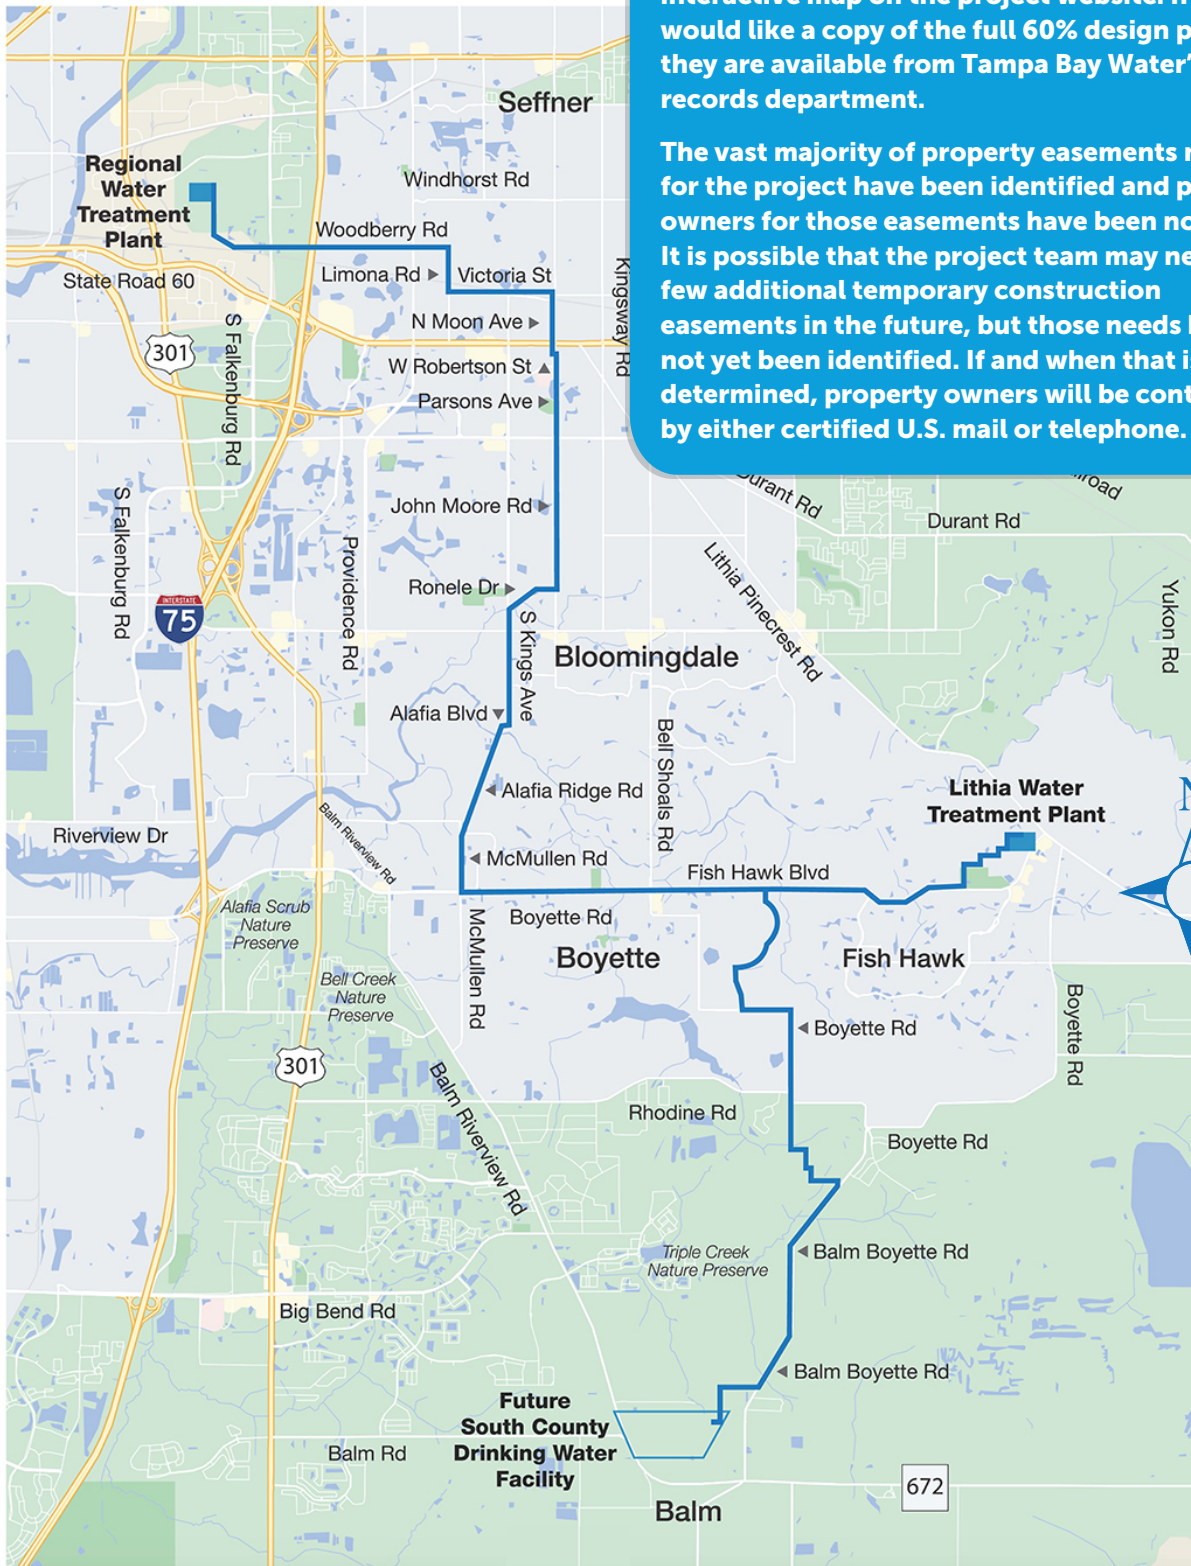 interactive map on the project website.
would like a copy of the full 60% design
they are available from Tampa Bay Water'
records department.
The vast majority of property easements
for the project have been identified and
owners for those easements have been
It is possible that the project team may
few additional temporary construction
easements in the future, but those needs
not yet been identified. If and when that
determined, property owners will be
by either certified U.S. mail or telephone.
Seffner
Regional
Water
Treatment
Plant
Windhorst Rd
Woodberry Rd
State Road 60
Limona Rd
Victoria St
Kingsway Rd
N Moon Ave
301
S Falkenburg Rd
W Robertson St
Parsons Ave
Durant Rd
Durant Rd
S Falkenburg Rd
John Moore Rd
Providence Rd
Lithia Pinecrest Rd
Yukon Rd
Ronele Dr
INTERSTATE
75
S Kings Ave
Bloomingdale
Alafia Blvd
Bell Shoals Rd
Alafia Ridge Rd
Lithia Water
Treatment Plant
N
Riverview Dr
Balm Riverview Rd
McMullen Rd
Fish Hawk Blvd
Alafia Scrub
Nature
Preserve
McMullen Rd
Boyette Rd
Boyette
Fish Hawk
Bell Creek
Nature
Preserve
Boyette Rd
Boyette Rd
301
Balm Riverview Rd
Rhodine Rd
Boyette Rd
Triple Creek
Nature Preserve
Balm Boyette Rd
Big Bend Rd
Balm Boyette Rd
Future
South County
Drinking Water
Facility
Balm Rd
672
Balm